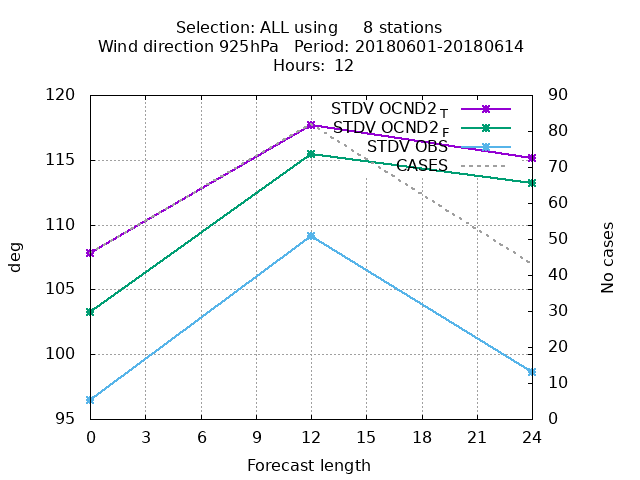 Selection: ALL using     8 stations
Wind direction 925hPa   Period: 20180601-20180614
Hours: 12
120
115
110
105
100
95
deg
90
80
70
60
50
40
30
20
10
0
No cases
STDV OCND2 T
STDV OCND2 F
STDV OBS
CASES
0 3 6 9 12 15 18 21 24
Forecast length